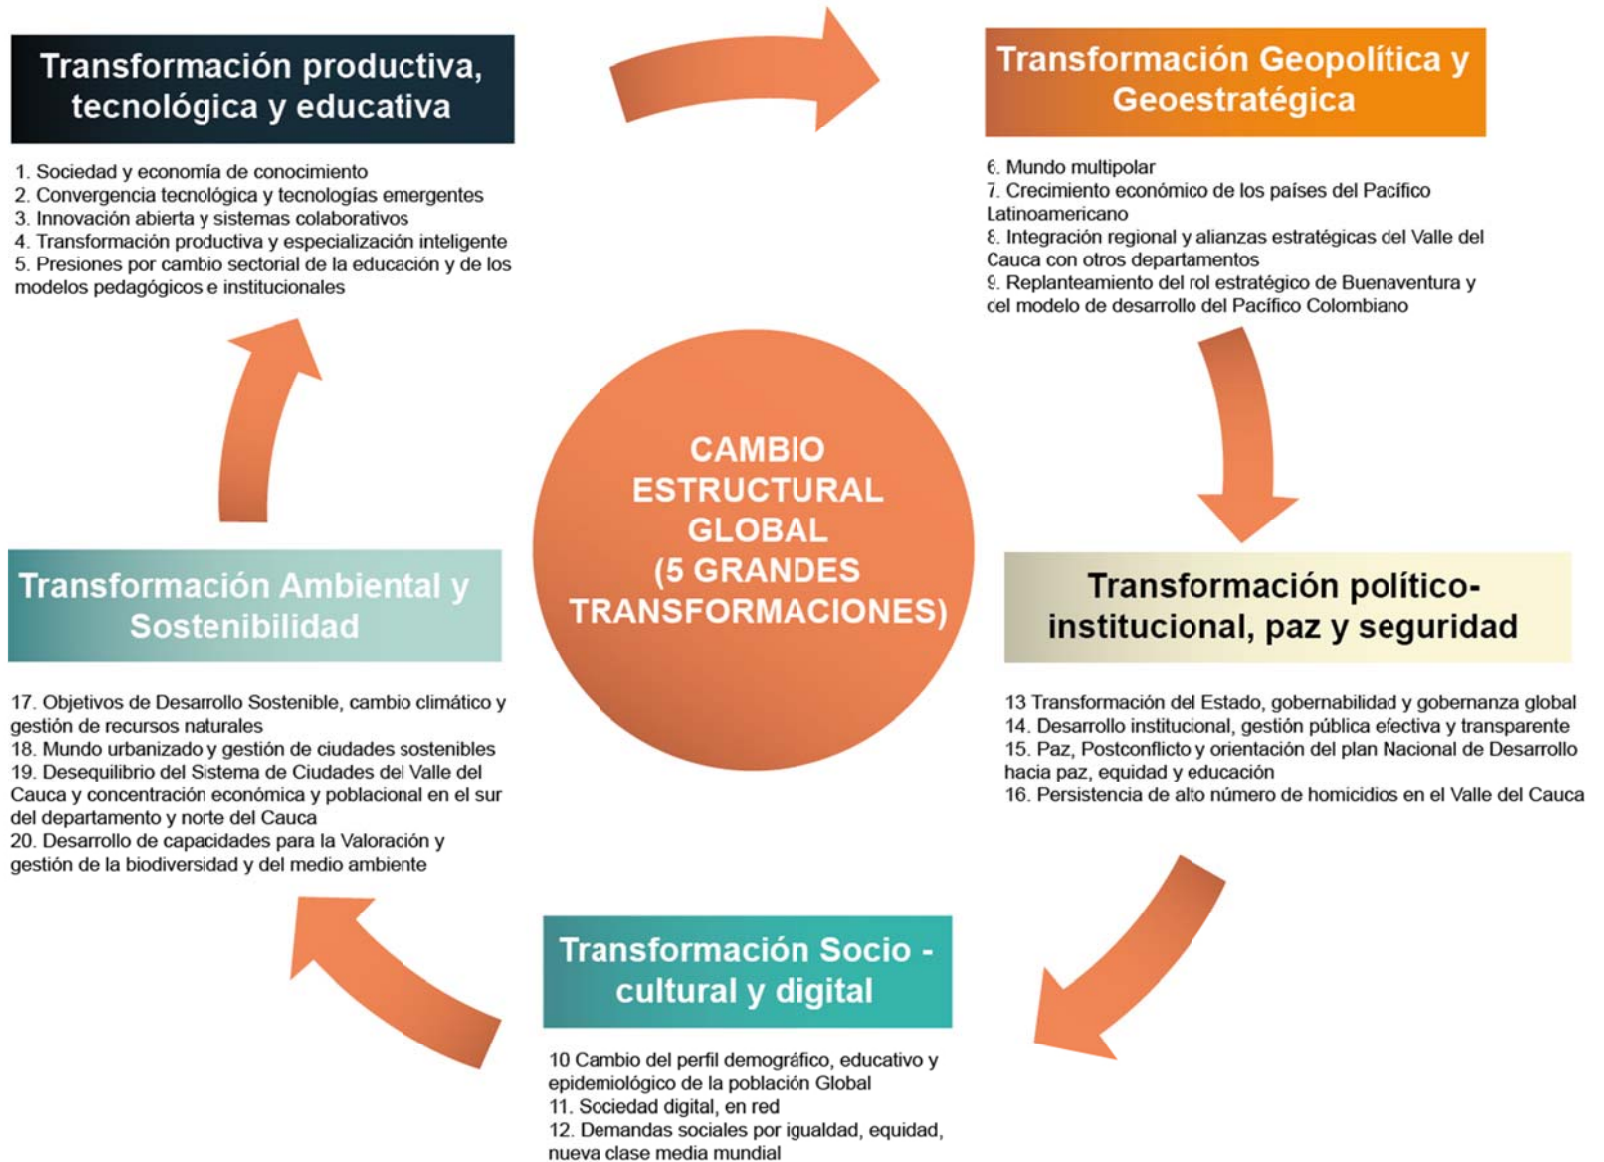 Transformación productiva,
tecnológica y educativa
1. Sociedad y economía de conocimiento
2. Convergencia tecnológica y tecnologías emergentes
3. Innovación abierta y sistemas colaborativos
4. Transformación productiva y especialización inteligente
5. Presiones por cambio sectorial de la educación y de los
modelos pedagógicos e institucionales
Transformación Geopolítica y
Geoestratégica
6. Mundo multipolar
7. Crecimiento económico de los países del Pacífico
Latinoamericano
8. Integración regional y alianzas estratégicas del Valle del
Cauca con otros departamentos
9. Replanteamiento del rol estratégico de Buenaventura y
del modelo de desarrollo del Pacífico Colombiano
CAMBIO
ESTRUCTURAL
GLOBAL
(5 GRANDES
TRANSFORMACIONES)
Transformación político-
institucional, paz y seguridad
13 Transformación del Estado, gobernabilidad y gobernanza global
14. Desarrollo institucional, gestión pública efectiva y transparente
15. Paz, Postconflicto y orientación del plan Nacional de Desarrollo
hacia paz, equidad y educación
16. Persistencia de alto número de homicidios en el Valle del Cauca
Transformación Socio -
cultural y digital
10 Cambio del perfil demográfico, educativo y
epidemiológico de la población Global
11. Sociedad digital, en red
12. Demandas sociales por igualdad, equidad,
nueva clase media mundial
Transformación Ambiental y
Sostenibilidad
17. Objetivos de Desarrollo Sostenible, cambio climático y
gestión de recursos naturales
18. Mundo urbanizado y gestión de ciudades sostenibles
19. Desequilibrio del Sistema de Ciudades del Valle del
Cauca y concentración económica y poblacional en el sur
del departamento y norte del Cauca
20. Desarrollo de capacidades para la Valoración y
gestión de la biodiversidad y del medio ambiente